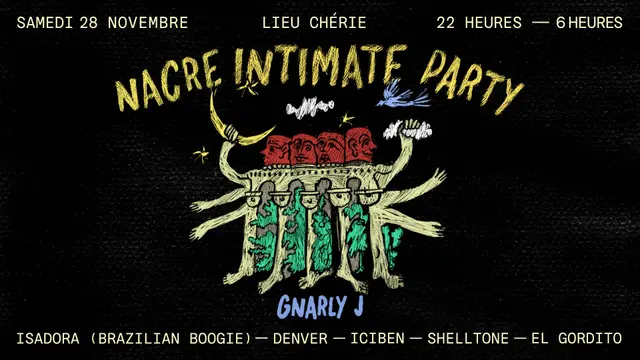 SAMEDI 28 NOVEMBRE LIEU CHÉRIE 22 HEURES — 6 HEURES
NACRE INTIMATE PARTY
GNARLY J
ISADORA (BRAZILIAN BOOGIE) — DENVER — ICIBEN — SHELLTONE — EL GORDITO